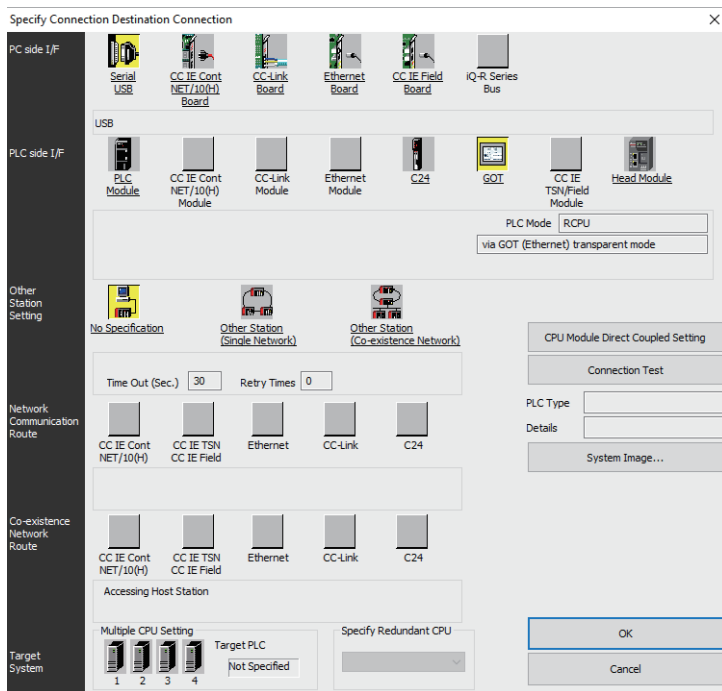 Specify Connection Destination Connection
PC side I/F
Serial
USB
CC IE Cont
NET/10(H)
Board
CC-Link
Board
Ethernet
Board
CC IE Field
Board
iQ-R Series
Bus
USB
PLC side I/F
PLC
Module
CC IE Cont
NET/10(H)
Module
CC-Link
Module
Ethernet
Module
C24
GOT
CC IE
TSN/Field
Module
Head Module
PLC Mode RCPU
via GOT (Ethernet) transparent mode
Other
Station
Setting
No Specification
Other Station
(Single Network)
Other Station
(Co-existence Network)
CPU Module Direct Coupled Setting
Time Out (Sec.) 30 Retry Times 0
Connection Test
PLC Type
Details
System Image...
Network
Communication
Route
CC IE Cont
NET/10(H)
CC IE TSN
CC IE Field
Ethernet
CC-Link
C24
Co-existence
Network
Route
CC IE Cont
NET/10(H)
CC IE TSN
CC IE Field
Ethernet
CC-Link
C24
Accessing Host Station
Target
System
Multiple CPU Setting
1 2 3 4
Target PLC
Not Specified
Specify Redundant CPU
OK
Cancel